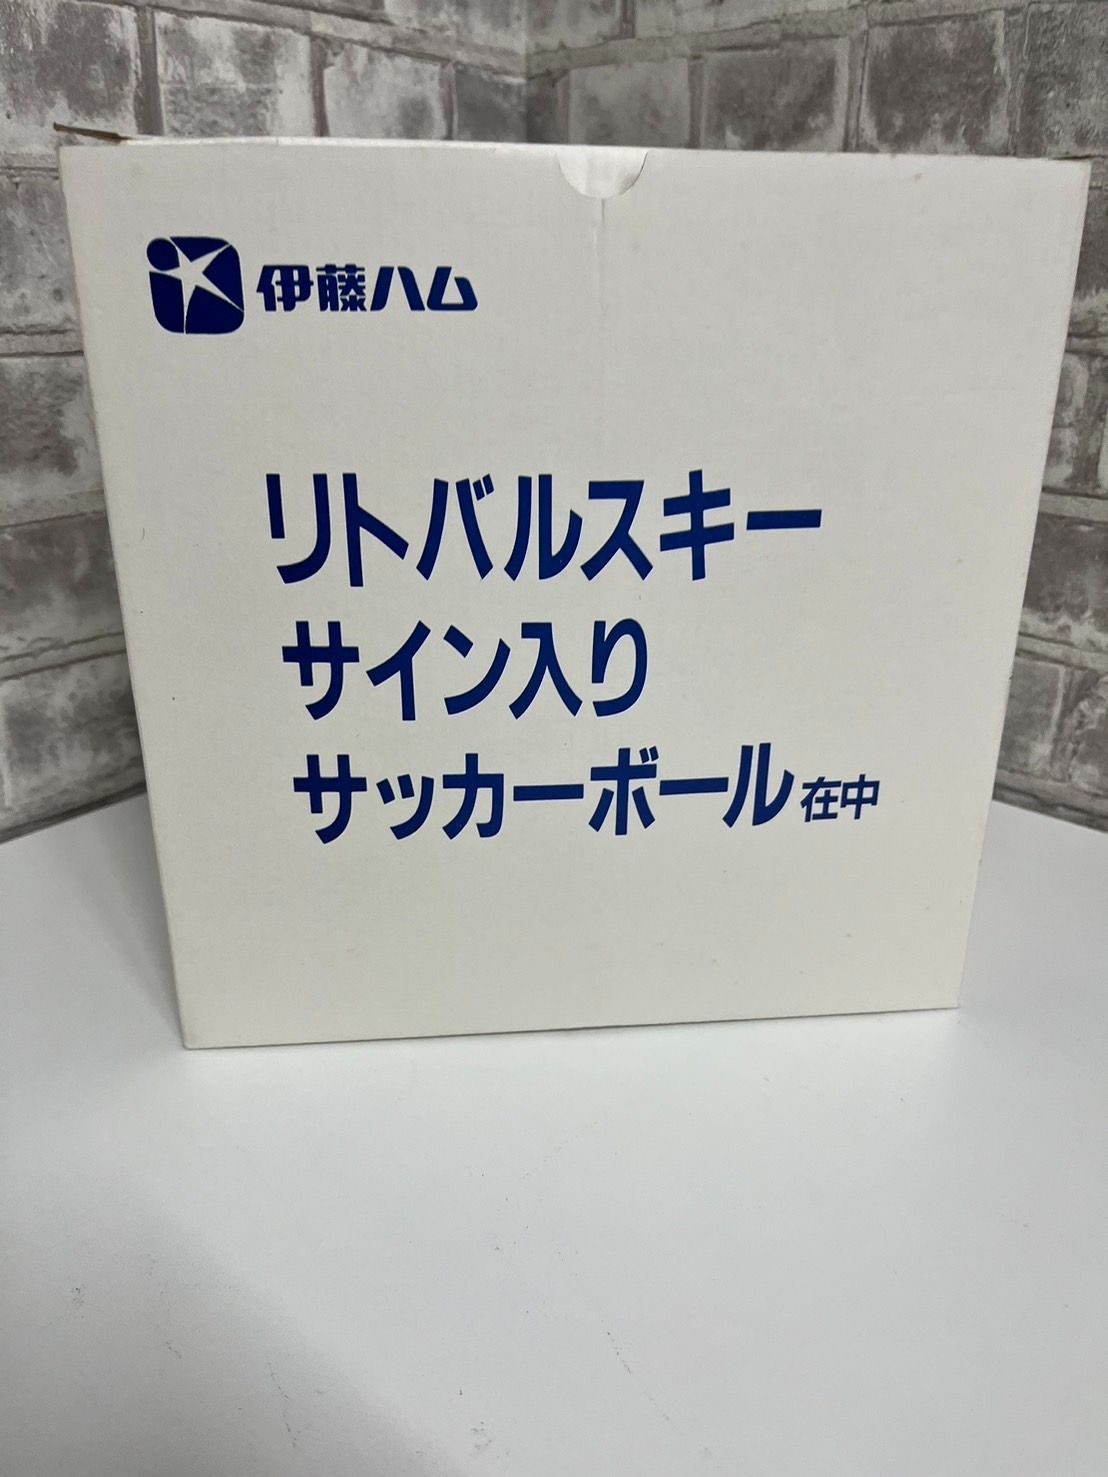 伊藤ハム
リトバルスキー
サイン入り
サッカーボール在中